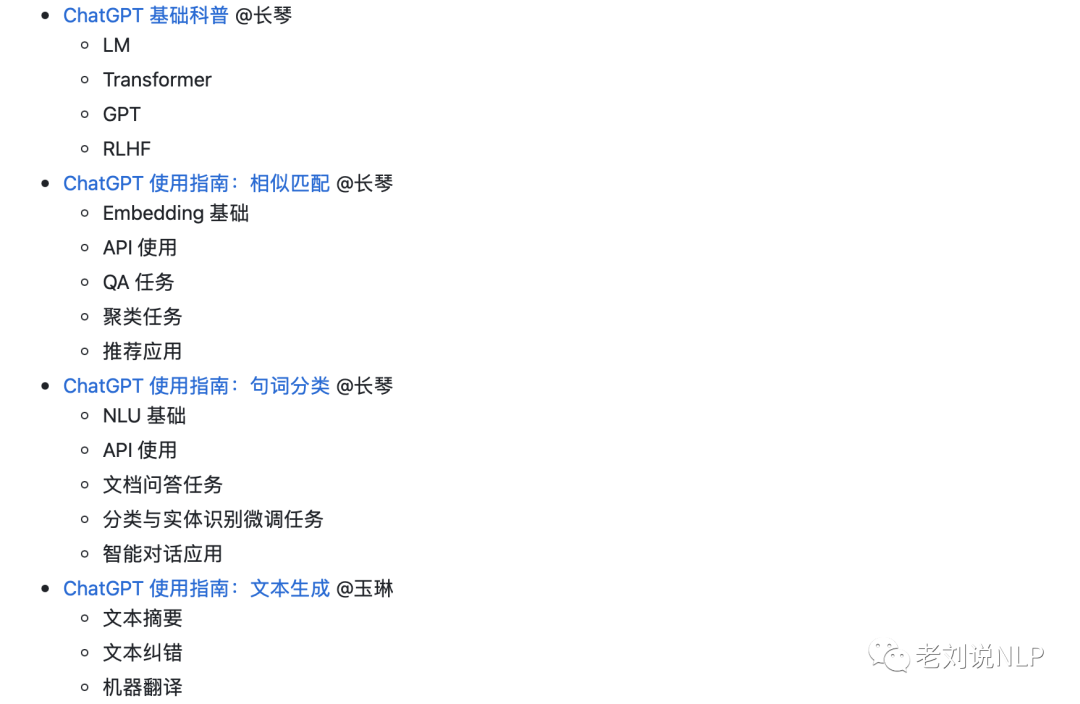 ChatGPT 基础科普 @长琴
LM
Transformer
GPT
RLHF
ChatGPT 使用指南：相似匹配 @长琴
Embedding 基础
API 使用
QA 任务
聚类任务
推荐应用
ChatGPT 使用指南：句词分类 @长琴
NLU 基础
API 使用
文档问答任务
分类与实体识别微调任务
智能对话应用
ChatGPT 使用指南：文本生成 @玉琳
文本摘要
文本纠错
机器翻译
老刘说NLP